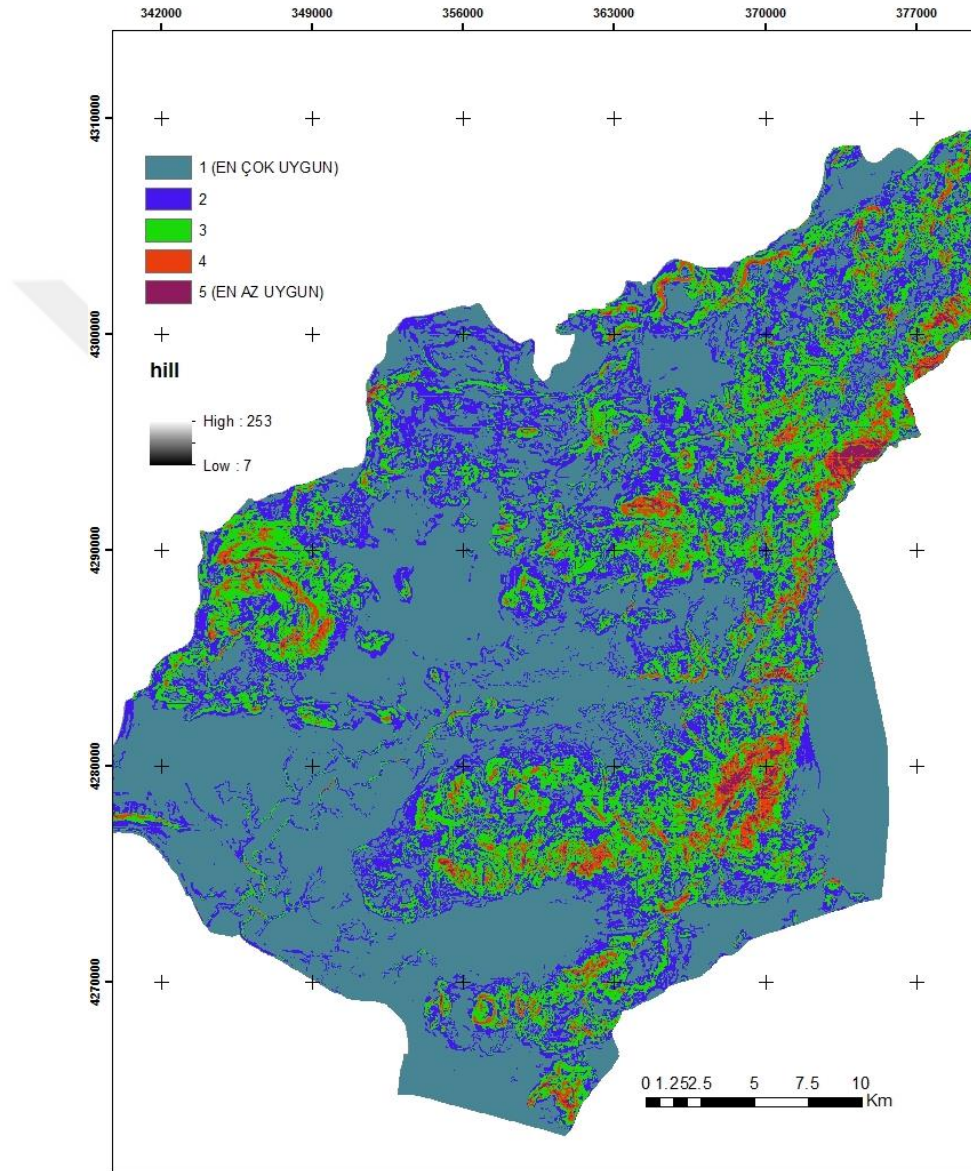 342000 349000 356000 363000 370000 377000
4310000
4300000
4290000
4280000
4270000
1 (EN ÇOK UYGUN)
2
3
4
5 (EN AZ UYGUN)
hill
High : 253
Low : 7
0 1.252.5 5 7.5 10
Km